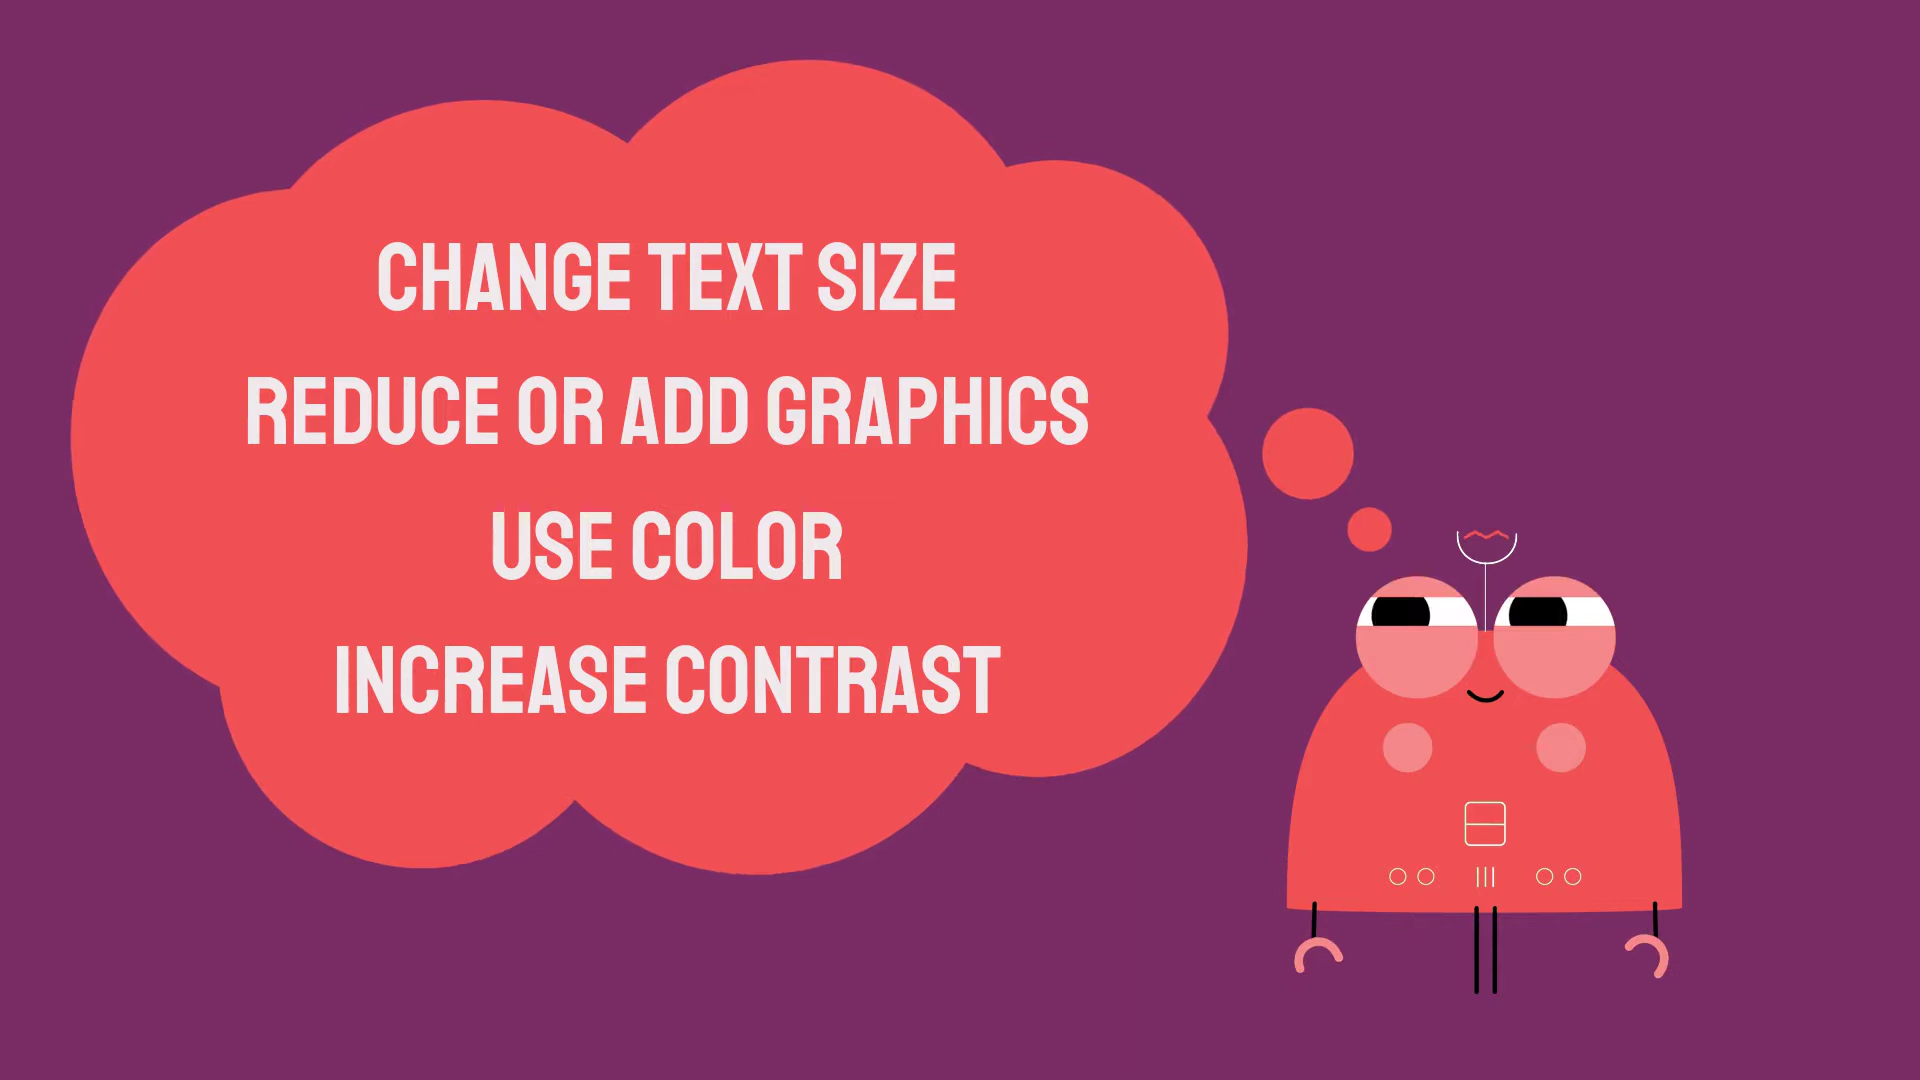 CHANGE TEXT SIZE
REDUCE OR ADD GRAPHICS
USE COLOR
INCREASE CONTRAST